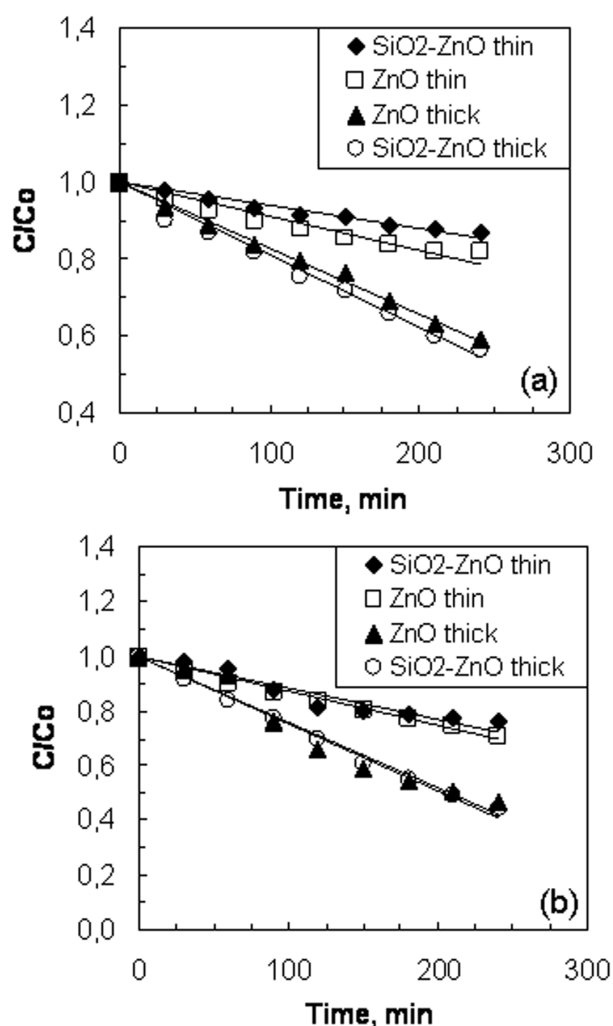 1,4
1,2
1.0
0.8
0.6
0,4
C/Co
SiO2-ZnO thin
ZnO thin
ZnO thick
SiO2-ZnO thick
(a)
0
100
200
300
Time, min
1,4
1,2
1.0
0.8
0.6
0,4
0,2
0.0
C/Co
SiO2-ZnO thin
ZnO thin
ZnO thick
SiO2-ZnO thick
(b)
0
100
200
300
Time, min